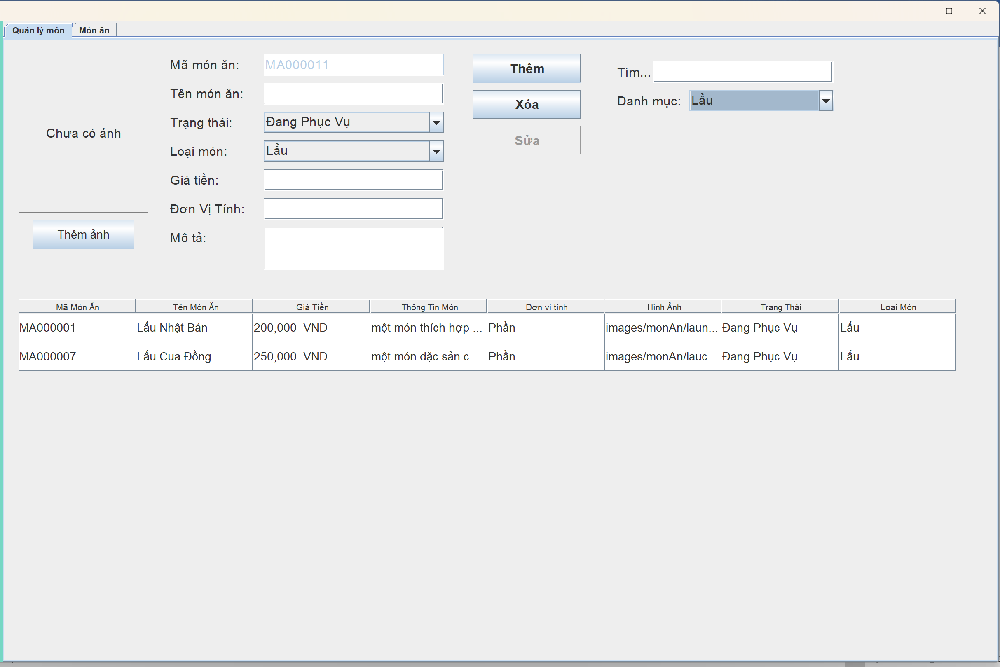 Quản lý món Món ăn
Chưa có ảnh
Thêm ảnh
Mã món ăn: MA000011
Tên món ăn:
Trạng thái: Đang Phục Vụ
Loại món: Lẩu
Giá tiền:
Đơn Vị Tính:
Mô tả:
Thêm
Xóa
Sửa
Tìm...
Danh mục: Lẩu
Mã Món Ăn Tên Món Ăn Giá Tiền Thông Tin Món Đơn vị tính Hình Ảnh Trạng Thái Loại Món
MA000001 Lẩu Nhật Bản 200,000 VND một món thích hợp ... Phần images/monAn/laun... Đang Phục Vụ Lẩu
MA000007 Lẩu Cua Đồng 250,000 VND một món đặc sản c... Phần images/monAn/lauc... Đang Phục Vụ Lẩu